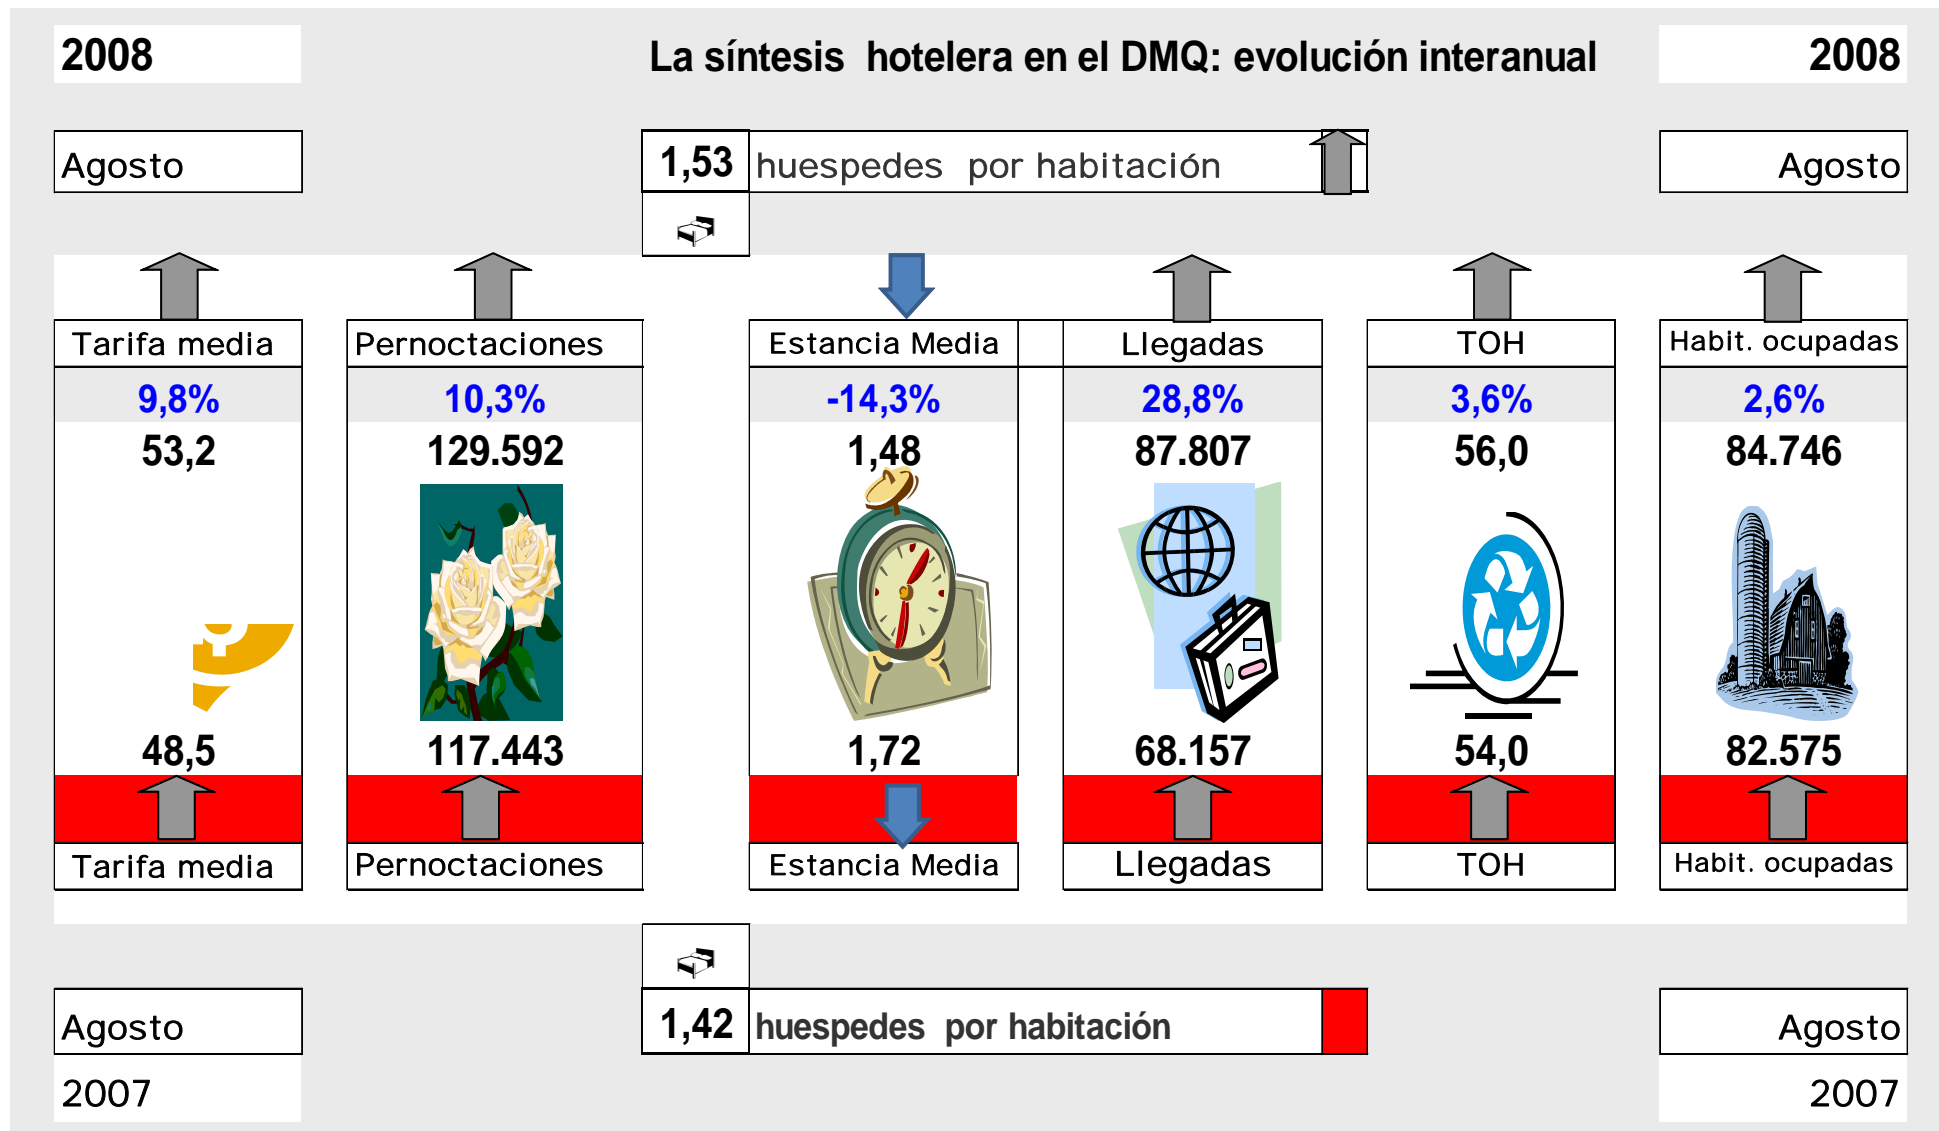 2008
La síntesis hotelera en el DMQ: evolución interanual
2008
Agosto
1,53 huespedes por habitación
Agosto
Tarifa media Pernoctaciones Estancia Media Llegadas TOH Habit. ocupadas
9,8% 10,3% -14,3% 28,8% 3,6% 2,6%
53,2 129.592 1,48 87.807 56,0 84.746
48,5 117.443 1,72 68.157 54,0 82.575
Tarifa media Pernoctaciones Estancia Media Llegadas TOH Habit. ocupadas
Agosto
1,42 huespedes por habitación
Agosto
2007
2007